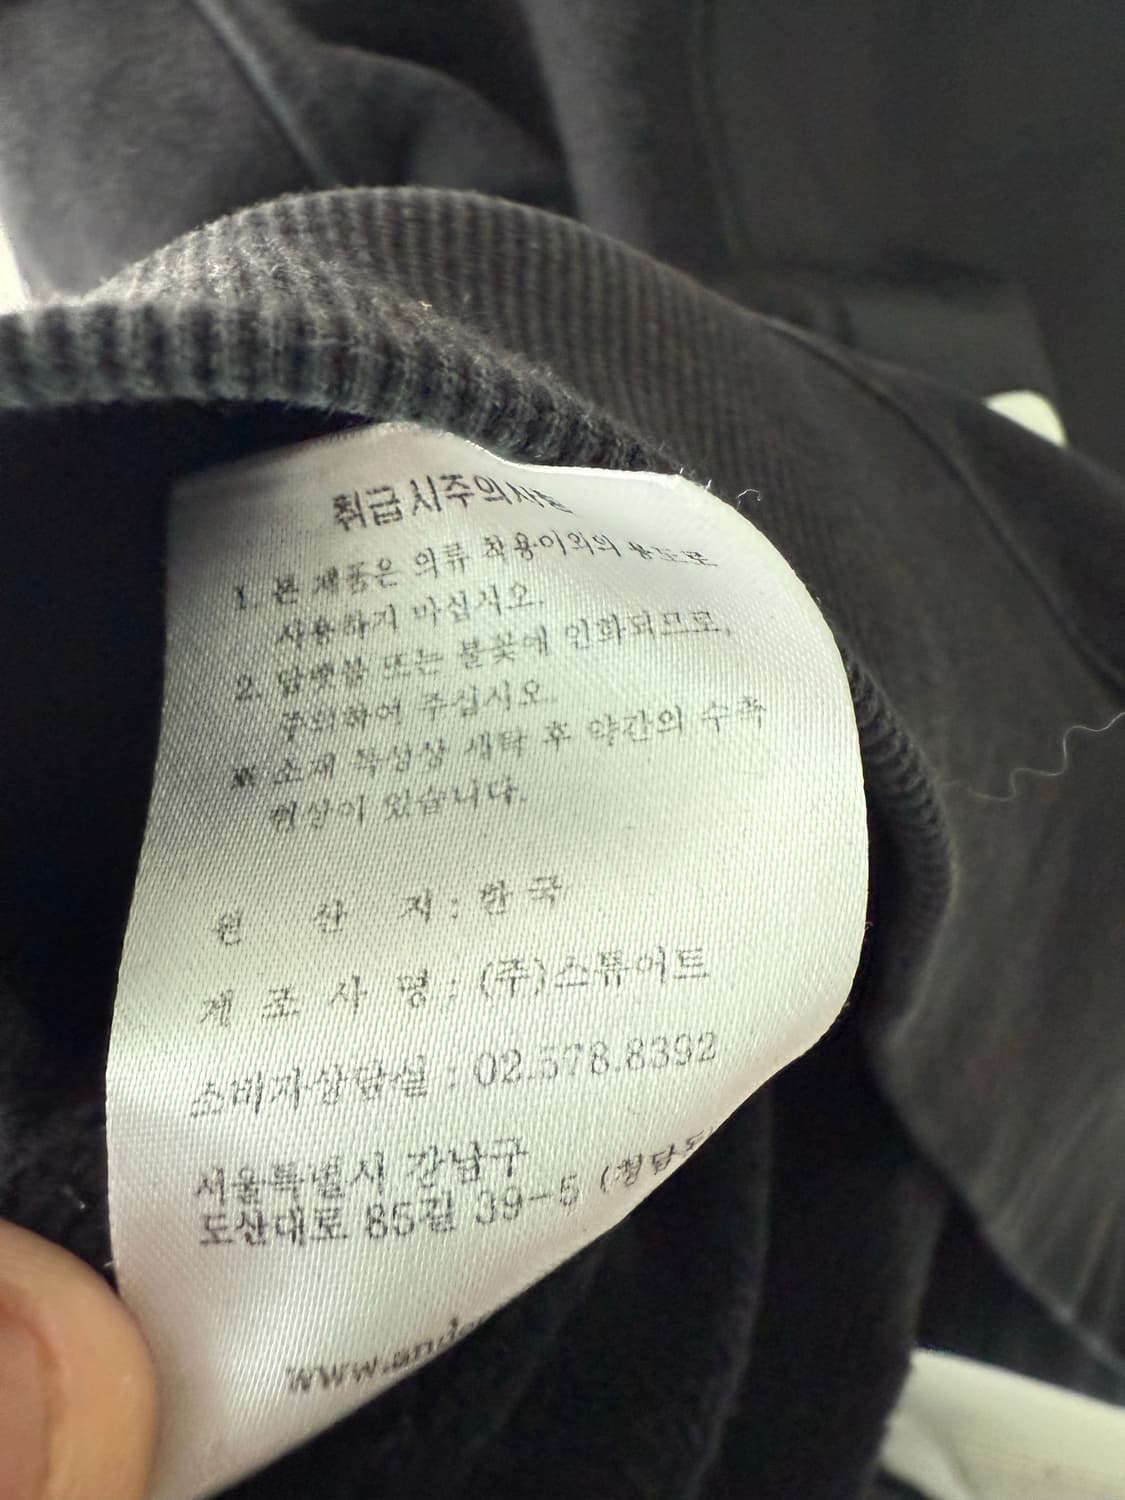 취급시주의사항
1. 본 제품은 의류 착용이외의 용도로
사용하기 마십시오.
2. 담뱃불 또는 불꽃에 인화되므로,
주의하여 주십시오.
※ 소재 특성상 세탁 후 약간의 수축
현상이 있습니다.
원 산 지 : 한국
제 조 사 명 : (주)스튜어트
소비자상담실 : 02.578.8392
서울특별시 강남구
도산대로 85길 39-5 (청담동
www.and